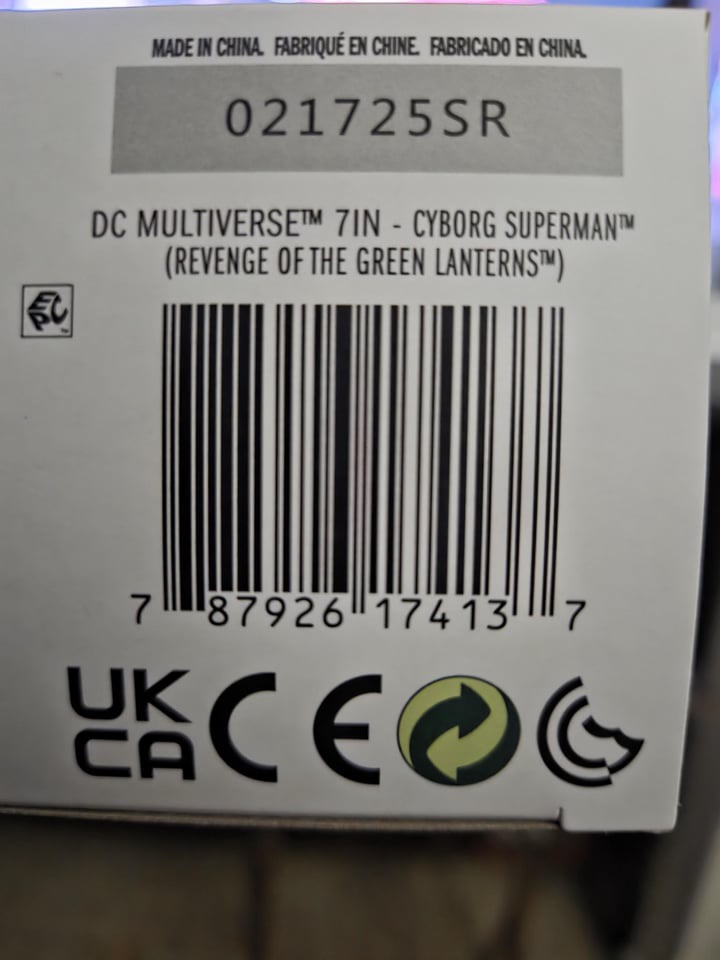 MADE IN CHINA. FABRIQUÉ EN CHINE. FABRICADO EN CHINA.
021725SR
DC MULTIVERSE™ 7IN - CYBORG SUPERMAN™
(REVENGE OF THE GREEN LANTERNS™)
EPC™
7 87926 17413 7
UK
CA CE